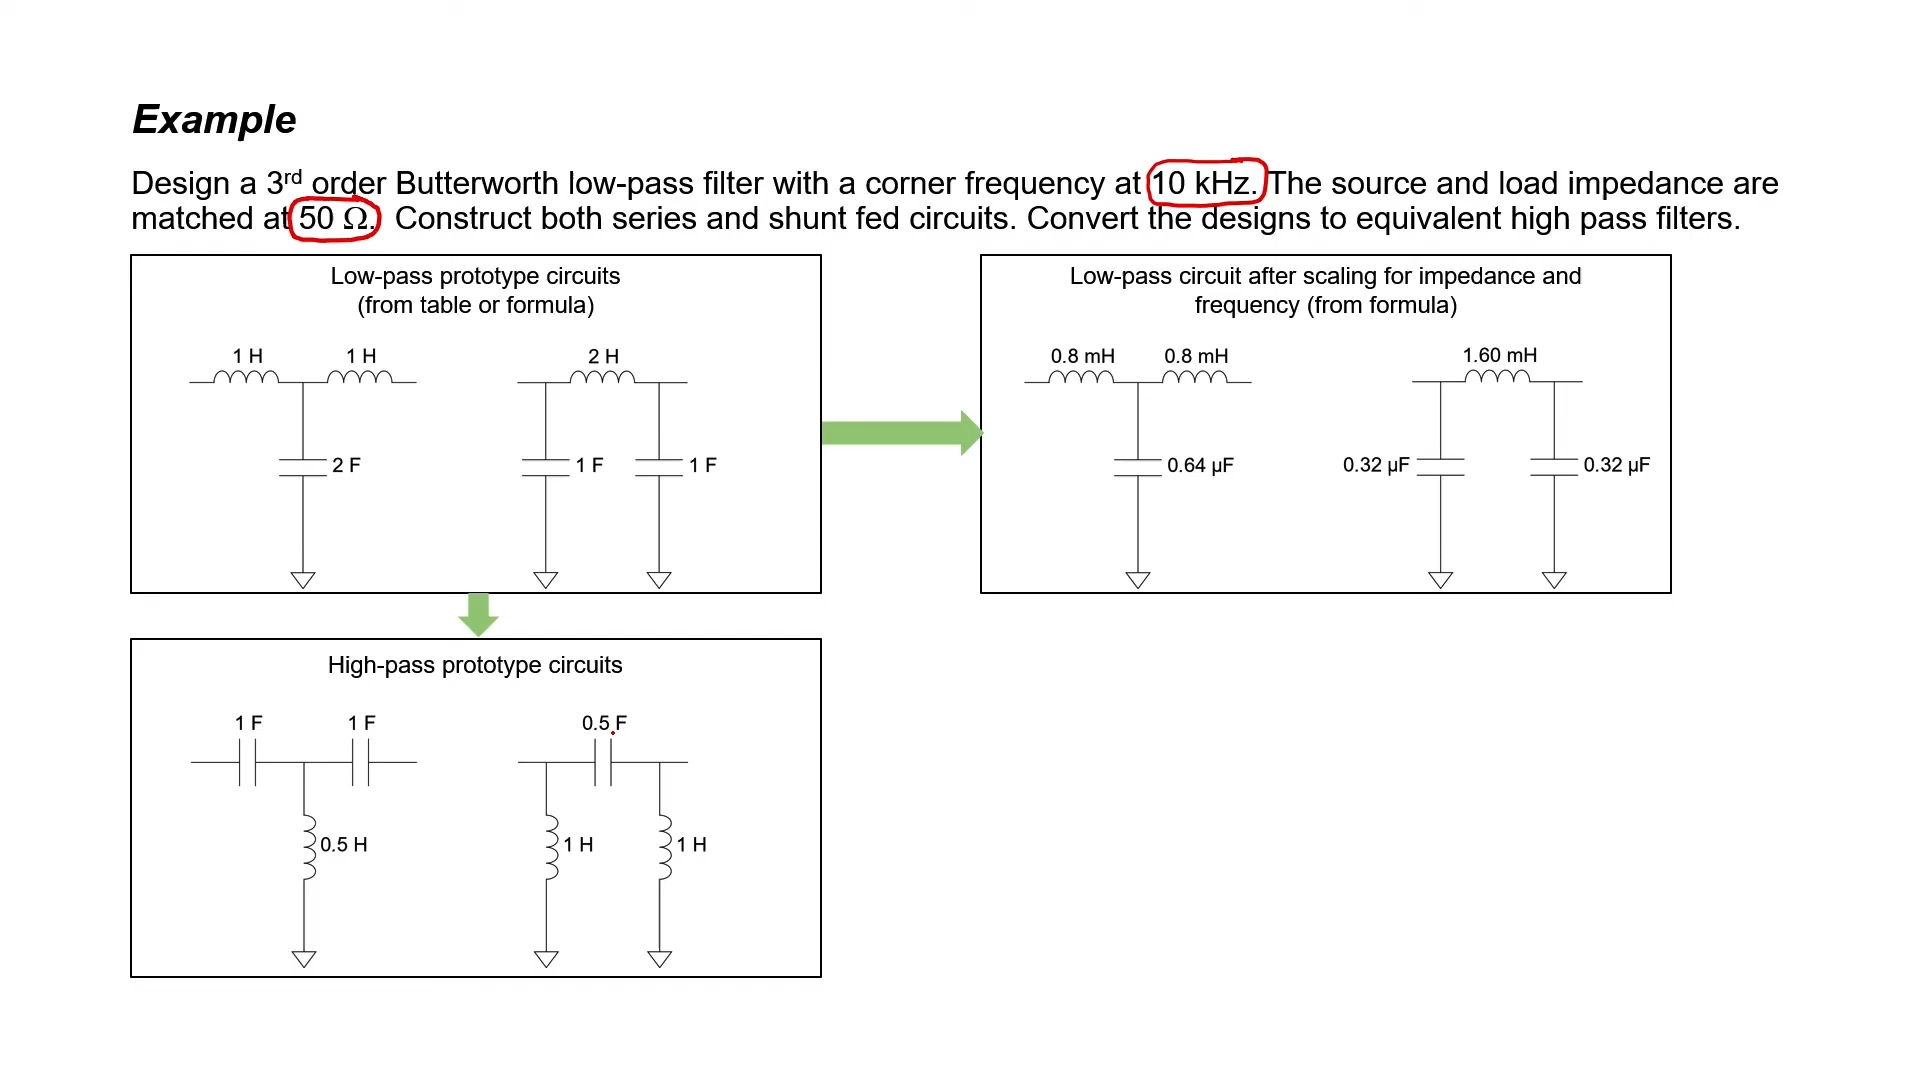 Example
Design a 3rd order Butterworth low-pass filter with a corner frequency at 10 kHz. The source and load impedance are
matched at 50 Ω. Construct both series and shunt fed circuits. Convert the designs to equivalent high pass filters.
Low-pass prototype circuits
(from table or formula)
1 H 1 H 2 H
2 F 1 F 1 F
Low-pass circuit after scaling for impedance and
frequency (from formula)
0.8 mH 0.8 mH 1.60 mH
0.64 µF 0.32 µF 0.32 µF
High-pass prototype circuits
1 F 1 F 0.5 F
0.5 H 1 H 1 H